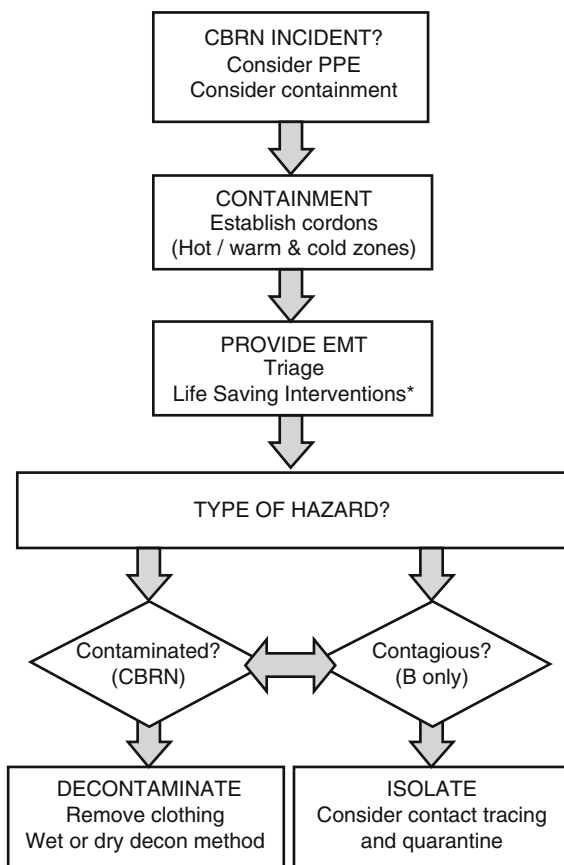 CBRN INCIDENT?
Consider PPE
Consider containment
CONTAINMENT
Establish cordons
(Hot / warm & cold zones)
PROVIDE EMT
Triage
Life Saving Interventions*
TYPE OF HAZARD?
Contaminated?
(CBRN)
Contagious?
(B only)
DECONTAMINATE
Remove clothing
Wet or dry decon method
ISOLATE
Consider contact tracing
and quarantine